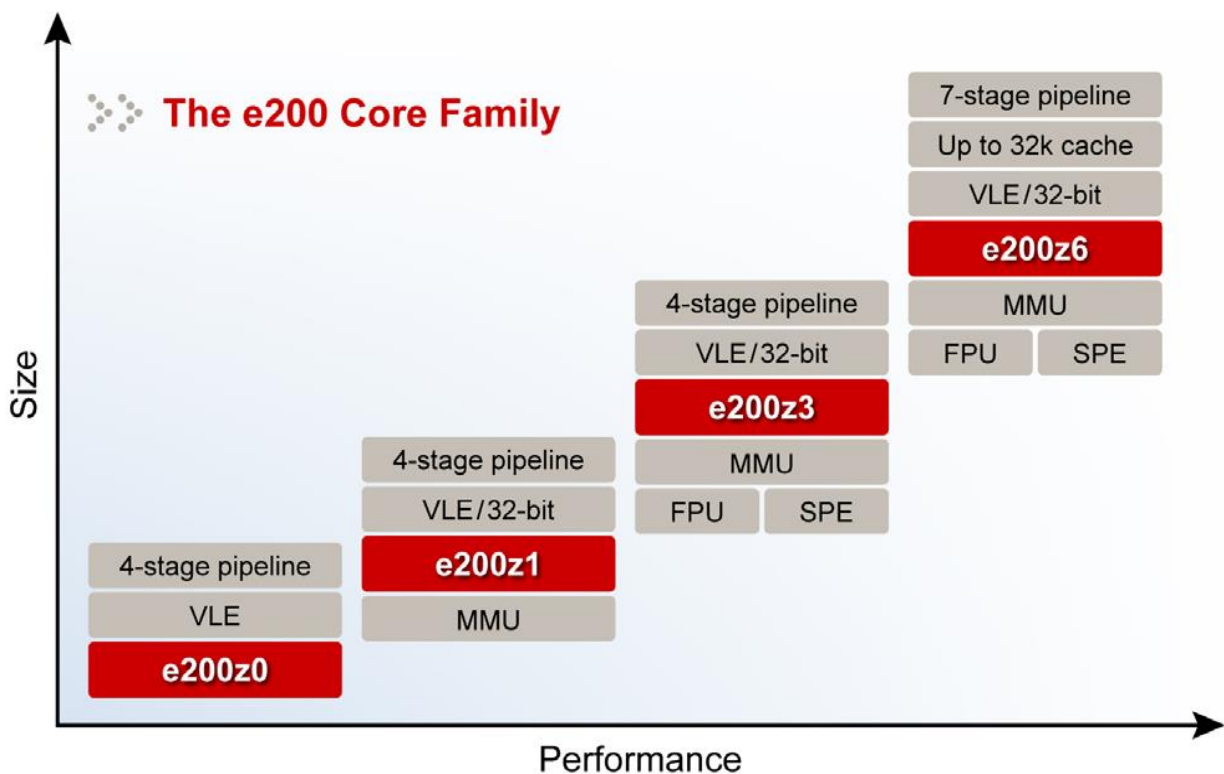 The e200 Core Family
Size
4-stage pipeline
VLE
e200z0
4-stage pipeline
VLE/32-bit
e200z1
MMU
4-stage pipeline
VLE/32-bit
e200z3
MMU
FPU SPE
7-stage pipeline
Up to 32k cache
VLE/32-bit
e200z6
MMU
FPU SPE
Performance